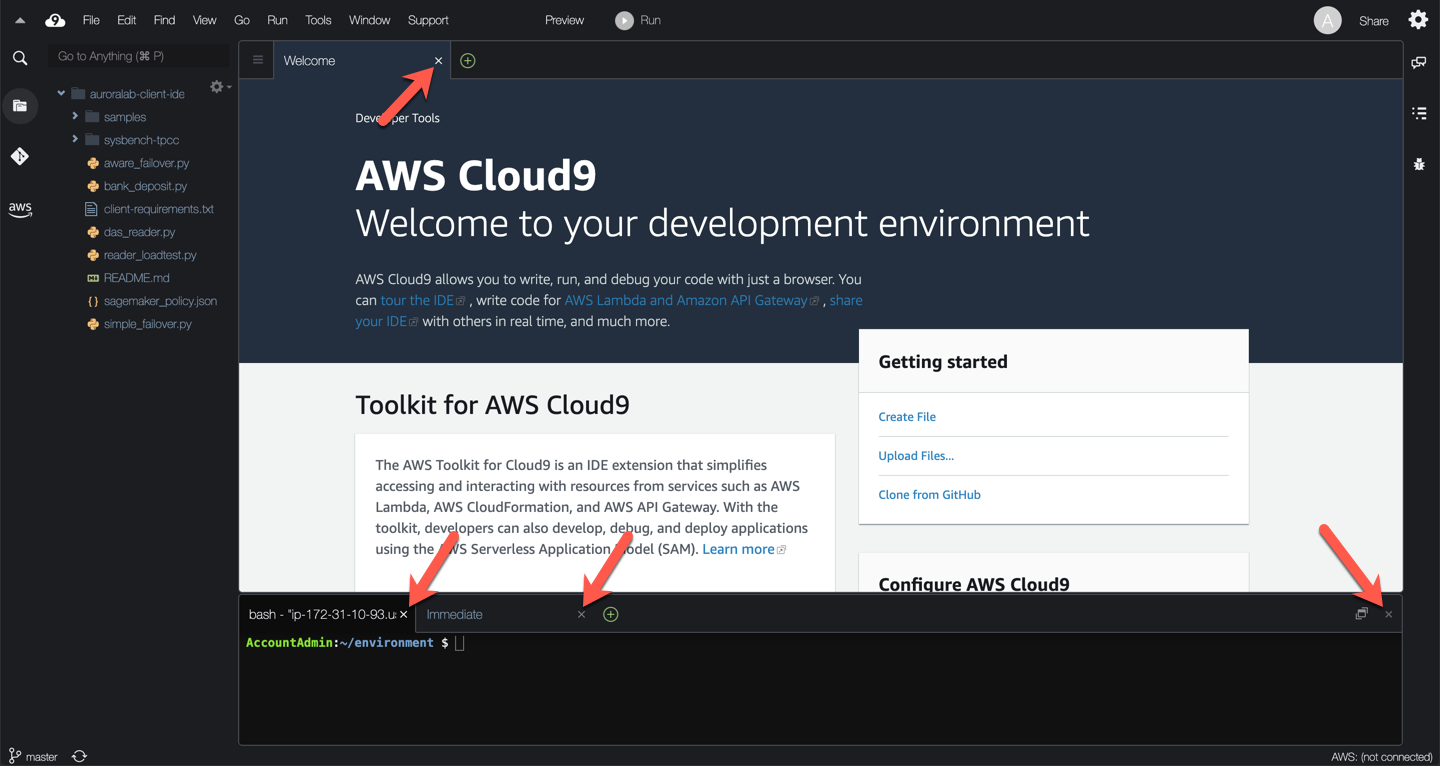 9 File Edit Find View Go Run Tools Window Support Preview Run A Share
Go to Anything (⌘ P)
auroralab-client-ide
samples
sysbench-tpcc
aware_failover.py
bank_deposit.py
client-requirements.txt
das_reader.py
reader_loadtest.py
README.md
sagemaker_policy.json
simple_failover.py
aws
Welcome
Developer Tools
AWS Cloud9
Welcome to your development environment
AWS Cloud9 allows you to write, run, and debug your code with just a browser. You
can tour the IDE , write code for AWS Lambda and Amazon API Gateway , share
your IDE with others in real time, and much more.
Toolkit for AWS Cloud9
The AWS Toolkit for Cloud9 is an IDE extension that simplifies
accessing and interacting with resources from services such as AWS
Lambda, AWS CloudFormation, and AWS API Gateway. With the
toolkit, developers can also develop, debug, and deploy applications
using the AWS Serverless Application Model (SAM). Learn more
Getting started
Create File
Upload Files...
Clone from GitHub
Configure AWS Cloud9
bash - "ip-172-31-10-93.u Immediate
AccountAdmin:~/environment $
master
AWS: (not connected)